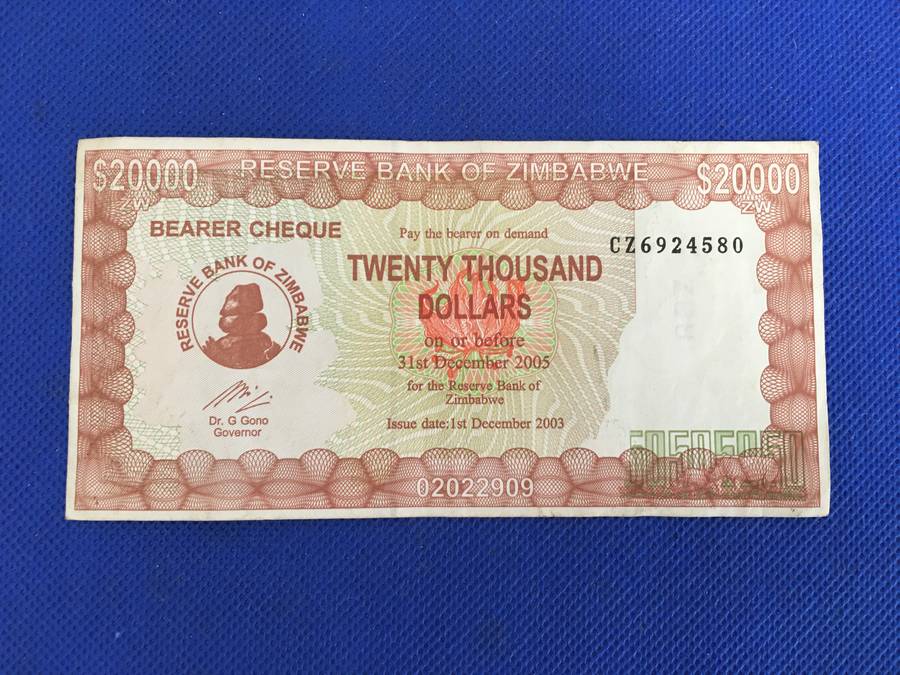 $20000 RESERVE BANK OF ZIMBABWE $20000
ZW ZW
BEARER CHEQUE
Pay the bearer on demand
CZ6924580
TWENTY THOUSAND
DOLLARS
on or before
31st December 2005
for the Reserve Bank of
Zimbabwe
Issue date:1st December 2003
RESERVE BANK OF ZIMBABWE
Dr. G Gono
Governor
02022909